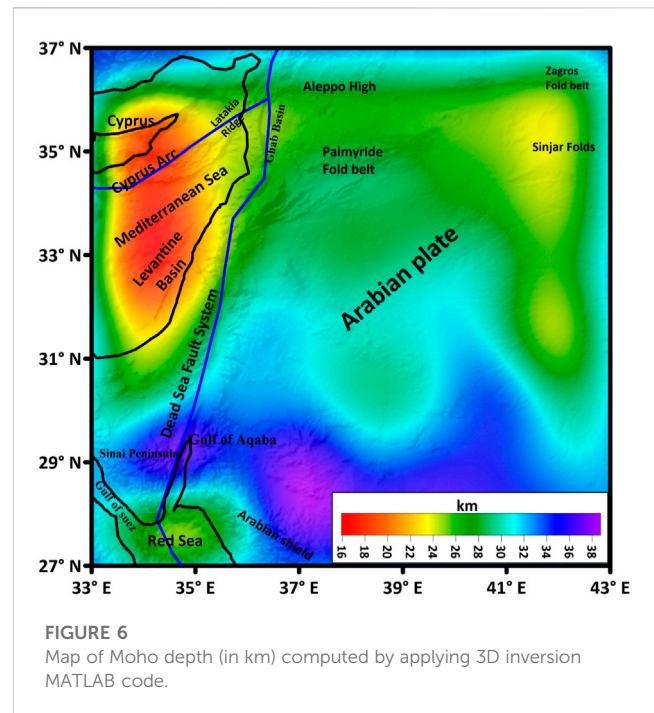 37° N
35° N
33° N
31° N
29° N
27° N
Aleppo High
Zagros
Fold belt
Cyprus
Latakia
Ridge
Ghab Basin
Palmyride
Fold belt
Sinjar Folds
Cyprus Arc
Mediterranean Sea
Levantine
Basin
Arabian plate
Dead Sea Fault System
Gulf of Aqaba
Sinai Peninsula
Gulf of suez
Arabian shield
Red Sea
km
16 18 20 22 24 26 28 30 32 34 36 38
33° E 35° E 37° E 39° E 41° E 43° E
FIGURE 6
Map of Moho depth (in km) computed by applying 3D inversion
MATLAB code.